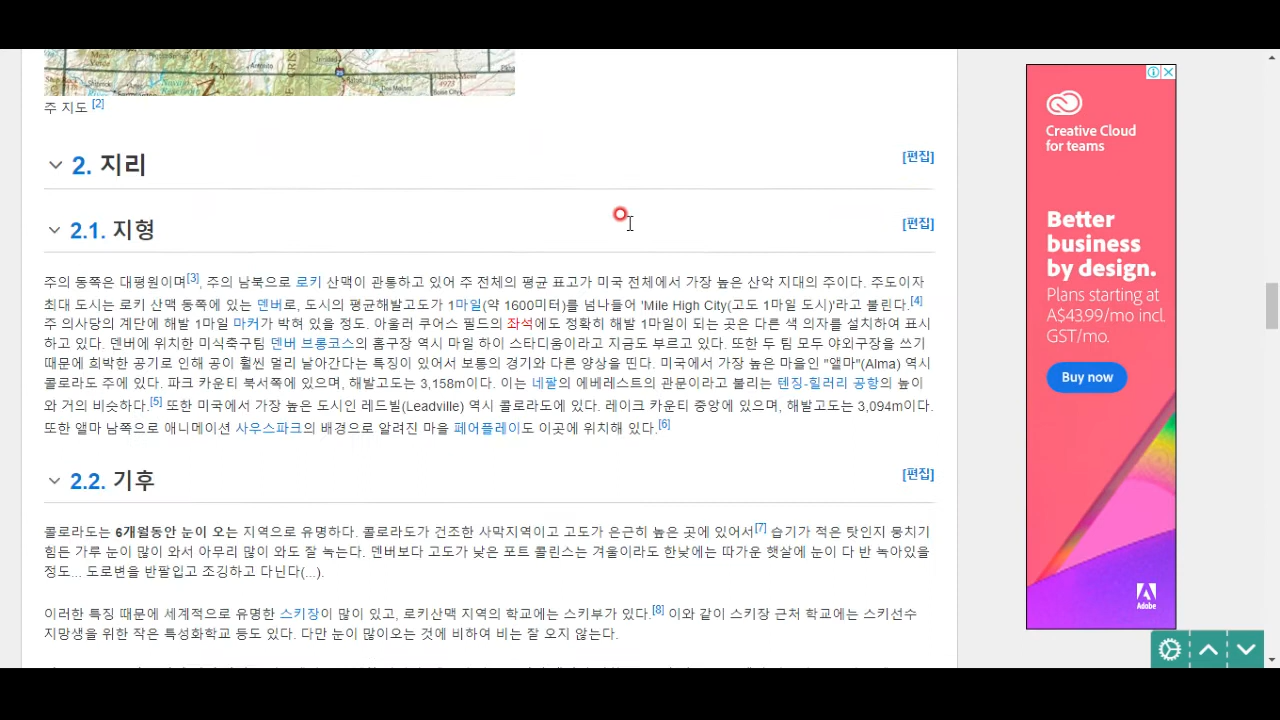 주 지도 [2]
2. 지리
[편집]
2.1. 지형
[편집]
주의 동쪽은 대평원이며[3], 주의 남북으로 로키 산맥이 관통하고 있어 주 전체의 평균 표고가 미국 전체에서 가장 높은 산악 지대의 주이다. 주도이자
최대 도시는 로키 산맥 동쪽에 있는 덴버로, 도시의 평균해발고도가 1마일(약 1600미터)를 넘나들어 'Mile High City(고도 1마일 도시)'라고 불린다.[4]
주 의사당의 계단에 해발 1마일 마커가 박혀 있을 정도. 아울러 쿠어스 필드의 좌석에도 정확히 해발 1마일이 되는 곳은 다른 색 의자를 설치하여 표시
하고 있다. 덴버에 위치한 미식축구팀 덴버 브롱코스의 홈구장 역시 마일 하이 스타디움이라고 지금도 부르고 있다. 또한 두 팀 모두 야외구장을 쓰기
때문에 희박한 공기로 인해 공이 훨씬 멀리 날아간다는 특징이 있어서 보통의 경기와 다른 양상을 띤다. 미국에서 가장 높은 마을인 "앨마"(Alma) 역시
콜로라도 주에 있다. 파크 카운티 북서쪽에 있으며, 해발고도는 3,158m이다. 이는 네팔의 에베레스트의 관문이라고 불리는 텐징-힐러리 공항의 높이
와 거의 비슷하다.[5] 또한 미국에서 가장 높은 도시인 레드빌(Leadville) 역시 콜로라도에 있다. 레이크 카운티 중앙에 있으며, 해발고도는 3,094m이다.
또한 앨마 남쪽으로 애니메이션 사우스파크의 배경으로 알려진 마을 페어플레이도 이곳에 위치해 있다.[6]
2.2. 기후
[편집]
콜로라도는 6개월동안 눈이 오는 지역으로 유명하다. 콜로라도가 건조한 사막지역이고 고도가 은근히 높은 곳에 있어서[7] 습기가 적은 탓인지 뭉치기
힘든 가루 눈이 많이 와서 아무리 많이 와도 잘 녹는다. 덴버보다 고도가 낮은 포트 콜린스는 겨울이라도 한낮에는 따가운 햇살에 눈이 다 반 녹아있을
정도... 도로변을 반팔입고 조깅하고 다닌다(...).
이러한 특징 때문에 세계적으로 유명한 스키장이 많이 있고, 로키산맥 지역의 학교에는 스키부가 있다.[8] 이와 같이 스키장 근처 학교에는 스키선수
지망생을 위한 작은 특성화학교 등도 있다. 다만 눈이 많이오는 것에 비하여 비는 잘 오지 않는다.
Creative Cloud
for teams
Better
business
by design.
Plans starting at
A$43.99/mo incl.
GST/mo.
Buy now
Adobe